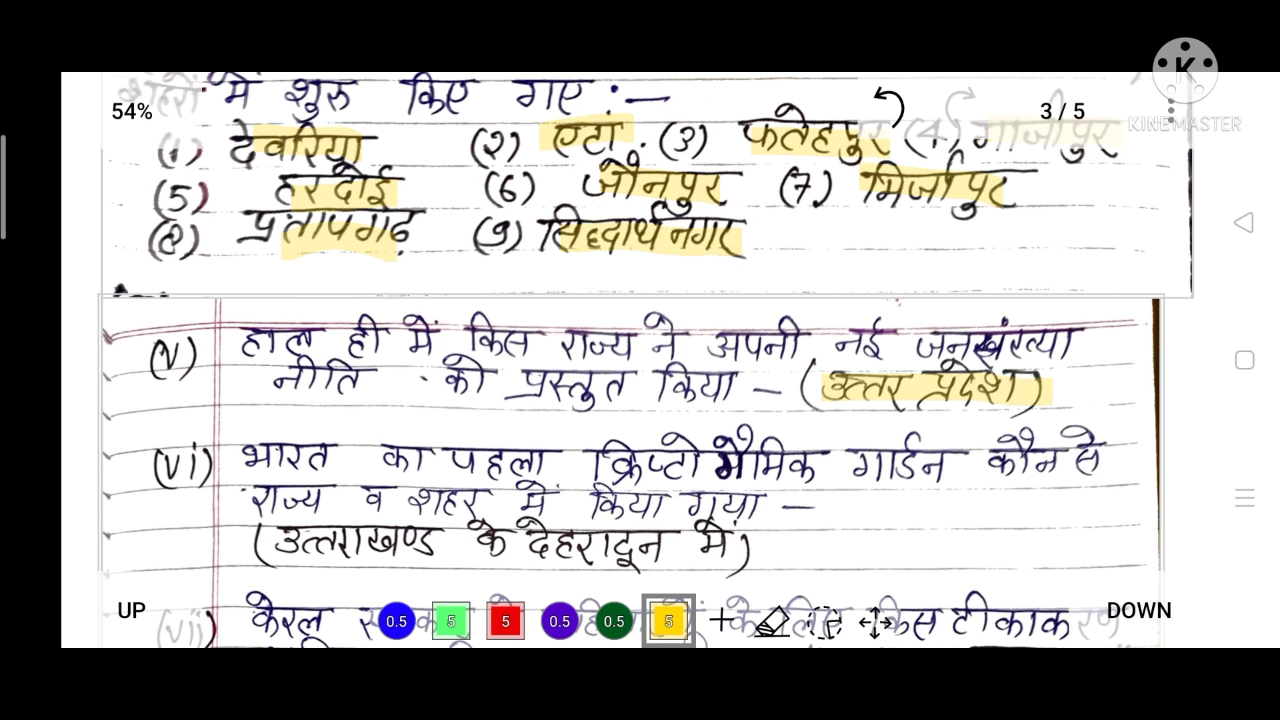 में शुरू किए गए :—
54%
3 / 5
KINEMASTER
(1) देवरिया (२) एटा . (3) फतेहपुर (4) गाजीपुर
(5) हरदोई (6) जौनपुर (7) मिर्जापुर
(8) प्रतापगढ़ (9) सिद्दार्थनगर
(v) हाल ही में किस राज्य ने अपनी नई जनसंख्या
नीति को प्रस्तुत किया – (उत्तर प्रदेश)
(vi) भारत का पहला क्रिप्टो गैमिक गार्डन कौन से
राज्य व शहर में किया गया –
(उत्तराखण्ड के देहरादून में)
(vii) केरल के किस टीकाकरण
UP 0.5 5 5 0.5 0.5 5 DOWN